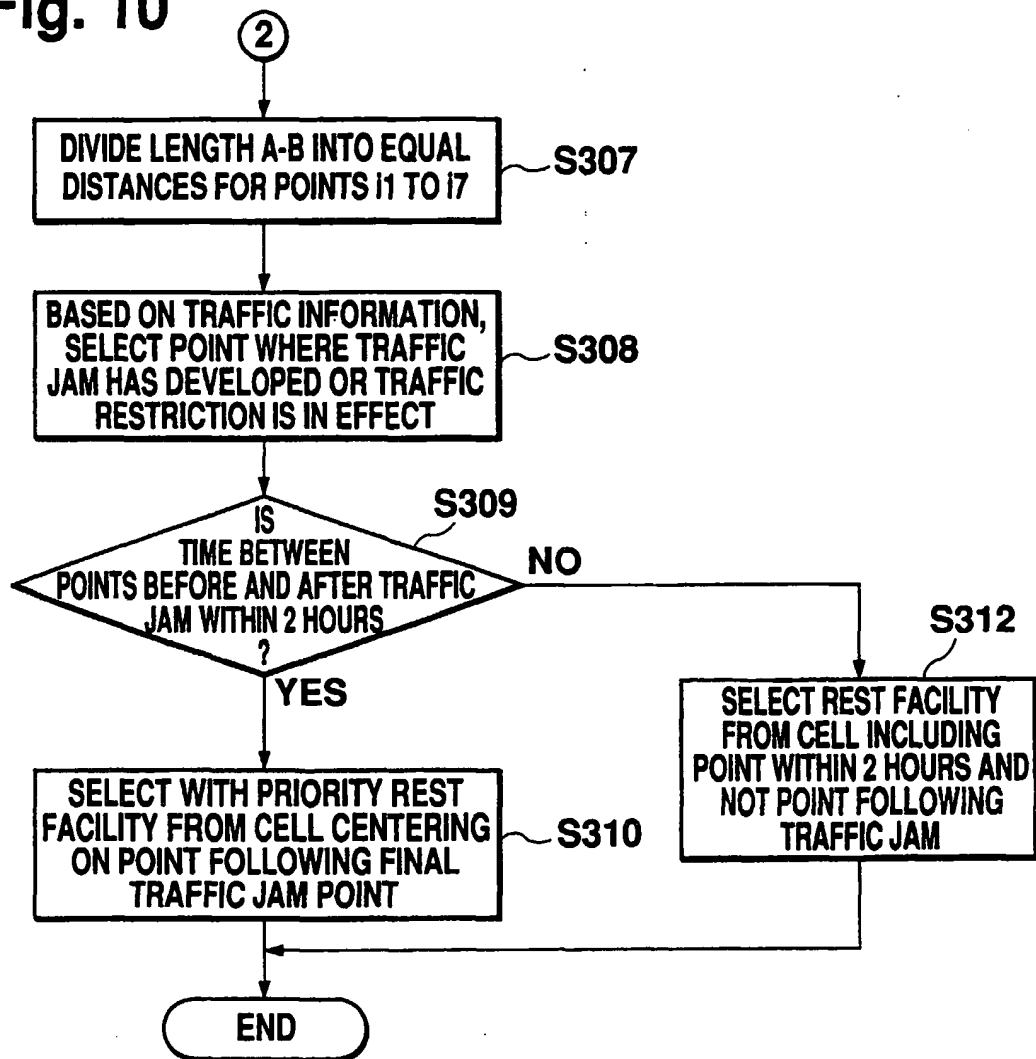 Fig. 10
2
DIVIDE LENGTH A-B INTO EQUAL
DISTANCES FOR POINTS i1 TO i7
S307
BASED ON TRAFFIC INFORMATION,
SELECT POINT WHERE TRAFFIC
JAM HAS DEVELOPED OR TRAFFIC
RESTRICTION IS IN EFFECT
S308
S309
IS
TIME BETWEEN
POINTS BEFORE AND AFTER TRAFFIC
JAM WITHIN 2 HOURS
?
NO
YES
S312
SELECT REST FACILITY
FROM CELL INCLUDING
POINT WITHIN 2 HOURS AND
NOT POINT FOLLOWING
TRAFFIC JAM
SELECT WITH PRIORITY REST
FACILITY FROM CELL CENTERING
ON POINT FOLLOWING FINAL
TRAFFIC JAM POINT
S310
END